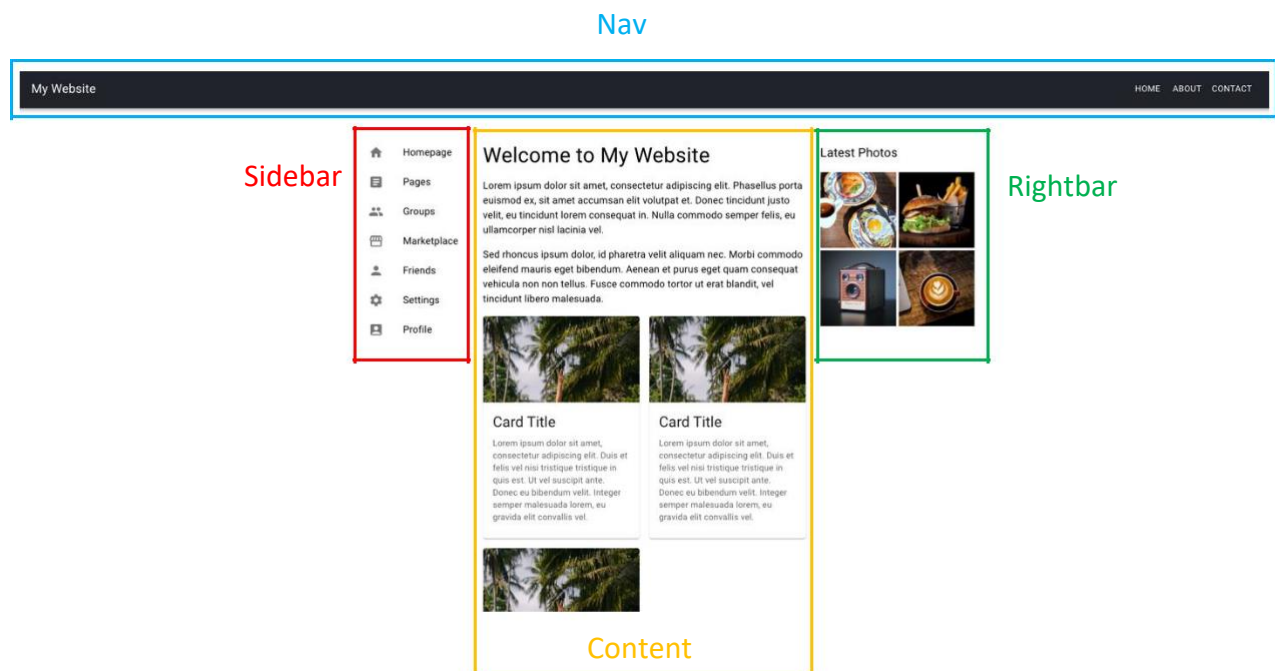 Nav
My Website
HOME ABOUT CONTACT
Sidebar
Homepage
Pages
Groups
Marketplace
Friends
Settings
Profile
Welcome to My Website
Lorem ipsum dolor sit amet, consectetur adipiscing elit. Phasellus porta
euismod ex, sit amet accumsan elit volutpat et. Donec tincidunt justo
velit, eu tincidunt lorem consequat in. Nulla commodo semper felis, eu
ullamcorper nisl lacinia vel.
Sed rhoncus ipsum dolor, id pharetra velit aliquam nec. Morbi commodo
eleifend mauris eget bibendum. Aenean et purus eget quam consequat
vehicula non non tellus. Fusce commodo tortor ut erat blandit, vel
tincidunt libero malesuada.
Card Title
Lorem ipsum dolor sit amet,
consectetur adipiscing elit. Duis et
felis vel nisi tristique tristique in
quis est. Ut vel suscipit ante.
Donec eu bibendum velit. Integer
semper malesuada lorem, eu
gravida elit convallis vel.
Card Title
Lorem ipsum dolor sit amet,
consectetur adipiscing elit. Duis et
felis vel nisi tristique tristique in
quis est. Ut vel suscipit ante.
Donec eu bibendum velit. Integer
semper malesuada lorem, eu
gravida elit convallis vel.
Latest Photos
Rightbar
Content